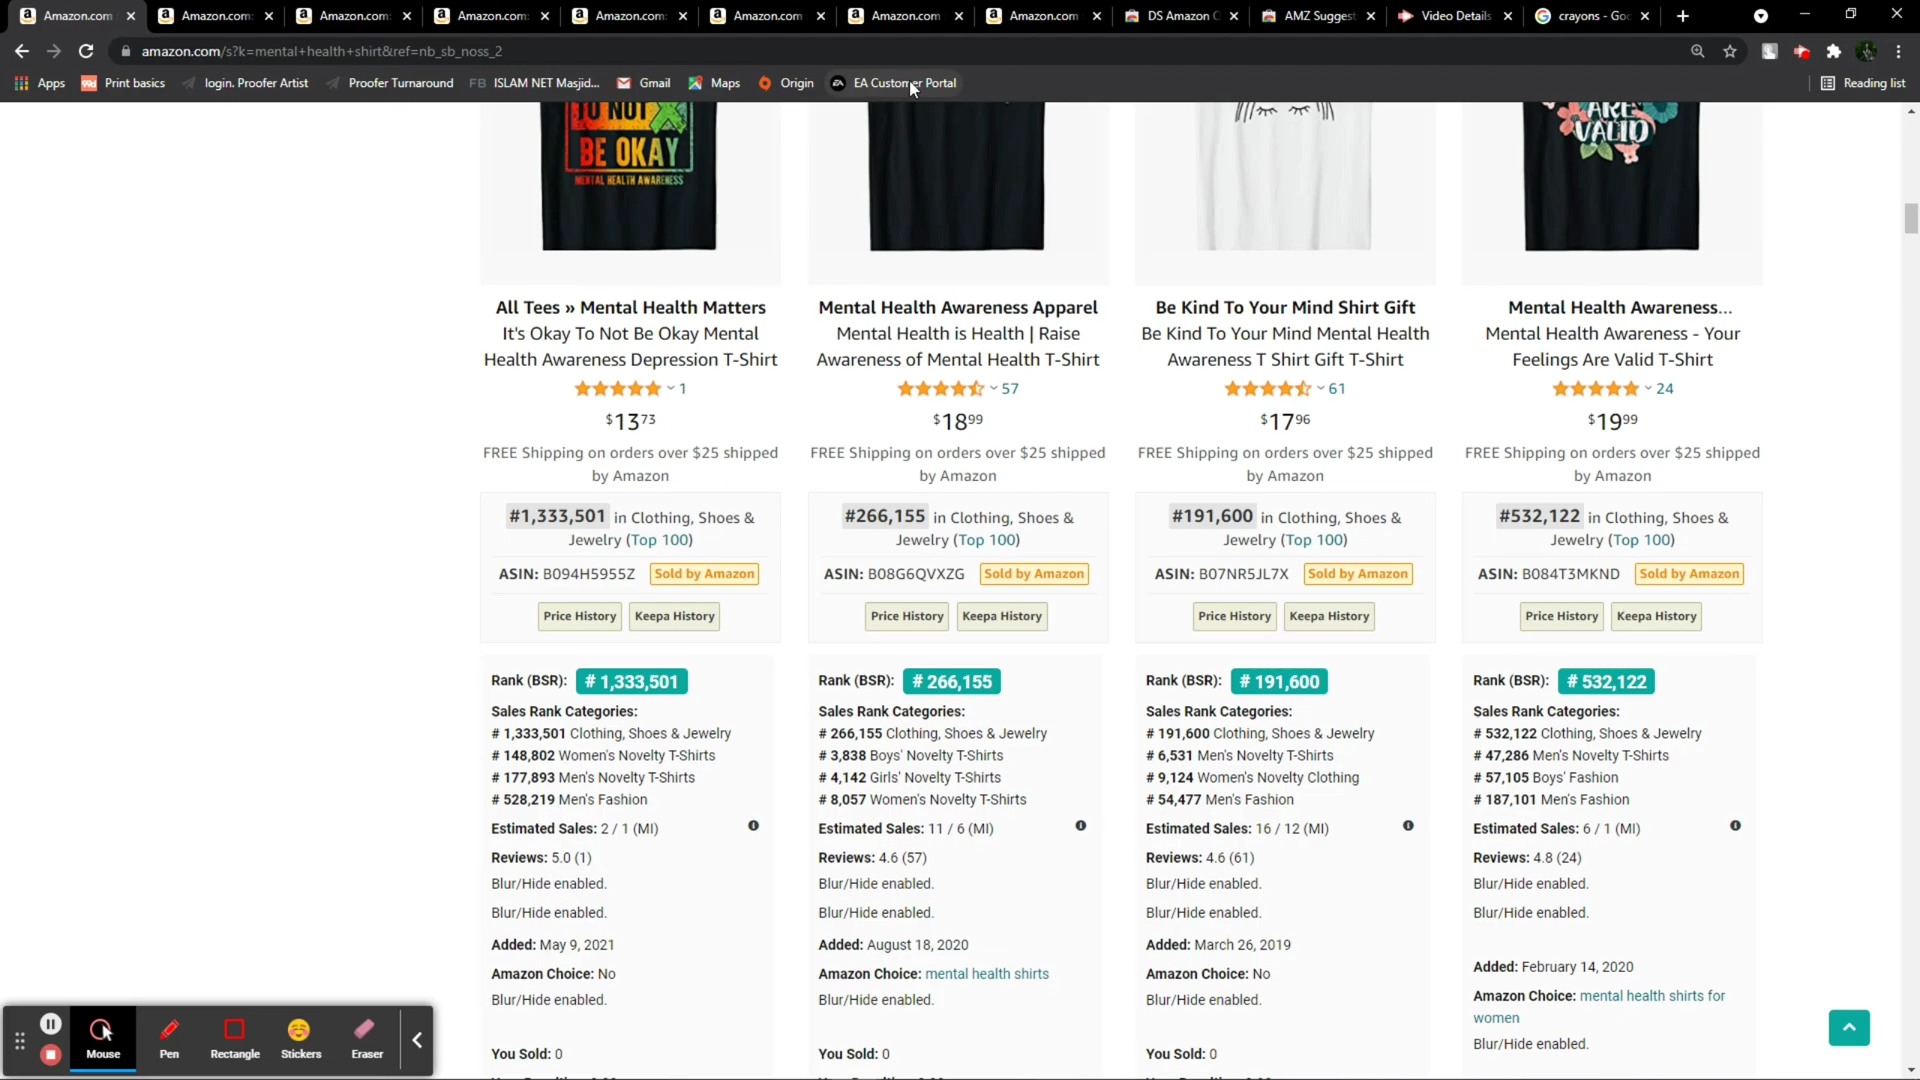 Amazon.com
Amazon.com:
Amazon.com:
Amazon.com:
Amazon.com:
Amazon.com
Amazon.com
Amazon.com
DS Amazon
AMZ Suggest
Video Details
crayons - Goo
amazon.com/s?k=mental+health+shirt&ref=nb_sb_noss_2
Apps
99d
Print basics
login. Proofer Artist
Proofer Turnaround
FB
ISLAM NET Masjid...
Gmail
Maps
Origin
EA
EA Customer Portal
Reading list
TO NOT
BE OKAY
MENTAL HEALTH AWARENESS
ARE
VALID
All Tees » Mental Health Matters
It's Okay To Not Be Okay Mental
Health Awareness Depression T-Shirt
1
$13.73
FREE Shipping on orders over $25 shipped
by Amazon
#1,333,501 in Clothing, Shoes &
Jewelry (Top 100)
ASIN: B094H5955Z Sold by Amazon
Price History Keepa History
Rank (BSR): # 1,333,501
Sales Rank Categories:
# 1,333,501 Clothing, Shoes & Jewelry
# 148,802 Women's Novelty T-Shirts
# 177,893 Men's Novelty T-Shirts
# 528,219 Men's Fashion
Estimated Sales: 2 / 1 (MI)
Reviews: 5.0 (1)
Blur/Hide enabled.
Blur/Hide enabled.
Added: May 9, 2021
Amazon Choice: No
Blur/Hide enabled.
You Sold: 0
Mental Health Awareness Apparel
Mental Health is Health | Raise
Awareness of Mental Health T-Shirt
57
$18.99
FREE Shipping on orders over $25 shipped
by Amazon
#266,155 in Clothing, Shoes &
Jewelry (Top 100)
ASIN: B08G6QVXZG Sold by Amazon
Price History Keepa History
Rank (BSR): # 266,155
Sales Rank Categories:
# 266,155 Clothing, Shoes & Jewelry
# 3,838 Boys' Novelty T-Shirts
# 4,142 Girls' Novelty T-Shirts
# 8,057 Women's Novelty T-Shirts
Estimated Sales: 11 / 6 (MI)
Reviews: 4.6 (57)
Blur/Hide enabled.
Blur/Hide enabled.
Added: August 18, 2020
Amazon Choice: mental health shirts
Blur/Hide enabled.
You Sold: 0
Be Kind To Your Mind Shirt Gift
Be Kind To Your Mind Mental Health
Awareness T Shirt Gift T-Shirt
61
$17.96
FREE Shipping on orders over $25 shipped
by Amazon
#191,600 in Clothing, Shoes &
Jewelry (Top 100)
ASIN: B07NR5JL7X Sold by Amazon
Price History Keepa History
Rank (BSR): # 191,600
Sales Rank Categories:
# 191,600 Clothing, Shoes & Jewelry
# 6,531 Men's Novelty T-Shirts
# 9,124 Women's Novelty Clothing
# 54,477 Men's Fashion
Estimated Sales: 16 / 12 (MI)
Reviews: 4.6 (61)
Blur/Hide enabled.
Blur/Hide enabled.
Added: March 26, 2019
Amazon Choice: No
Blur/Hide enabled.
You Sold: 0
Mental Health Awareness...
Mental Health Awareness - Your
Feelings Are Valid T-Shirt
24
$19.99
FREE Shipping on orders over $25 shipped
by Amazon
#532,122 in Clothing, Shoes &
Jewelry (Top 100)
ASIN: B084T3MKND Sold by Amazon
Price History Keepa History
Rank (BSR): # 532,122
Sales Rank Categories:
# 532,122 Clothing, Shoes & Jewelry
# 47,286 Men's Novelty T-Shirts
# 57,105 Boys' Fashion
# 187,101 Men's Fashion
Estimated Sales: 6 / 1 (MI)
Reviews: 4.8 (24)
Blur/Hide enabled.
Blur/Hide enabled.
Added: February 14, 2020
Amazon Choice: mental health shirts for
women
Blur/Hide enabled.
Mouse
Pen
Rectangle
Stickers
Eraser